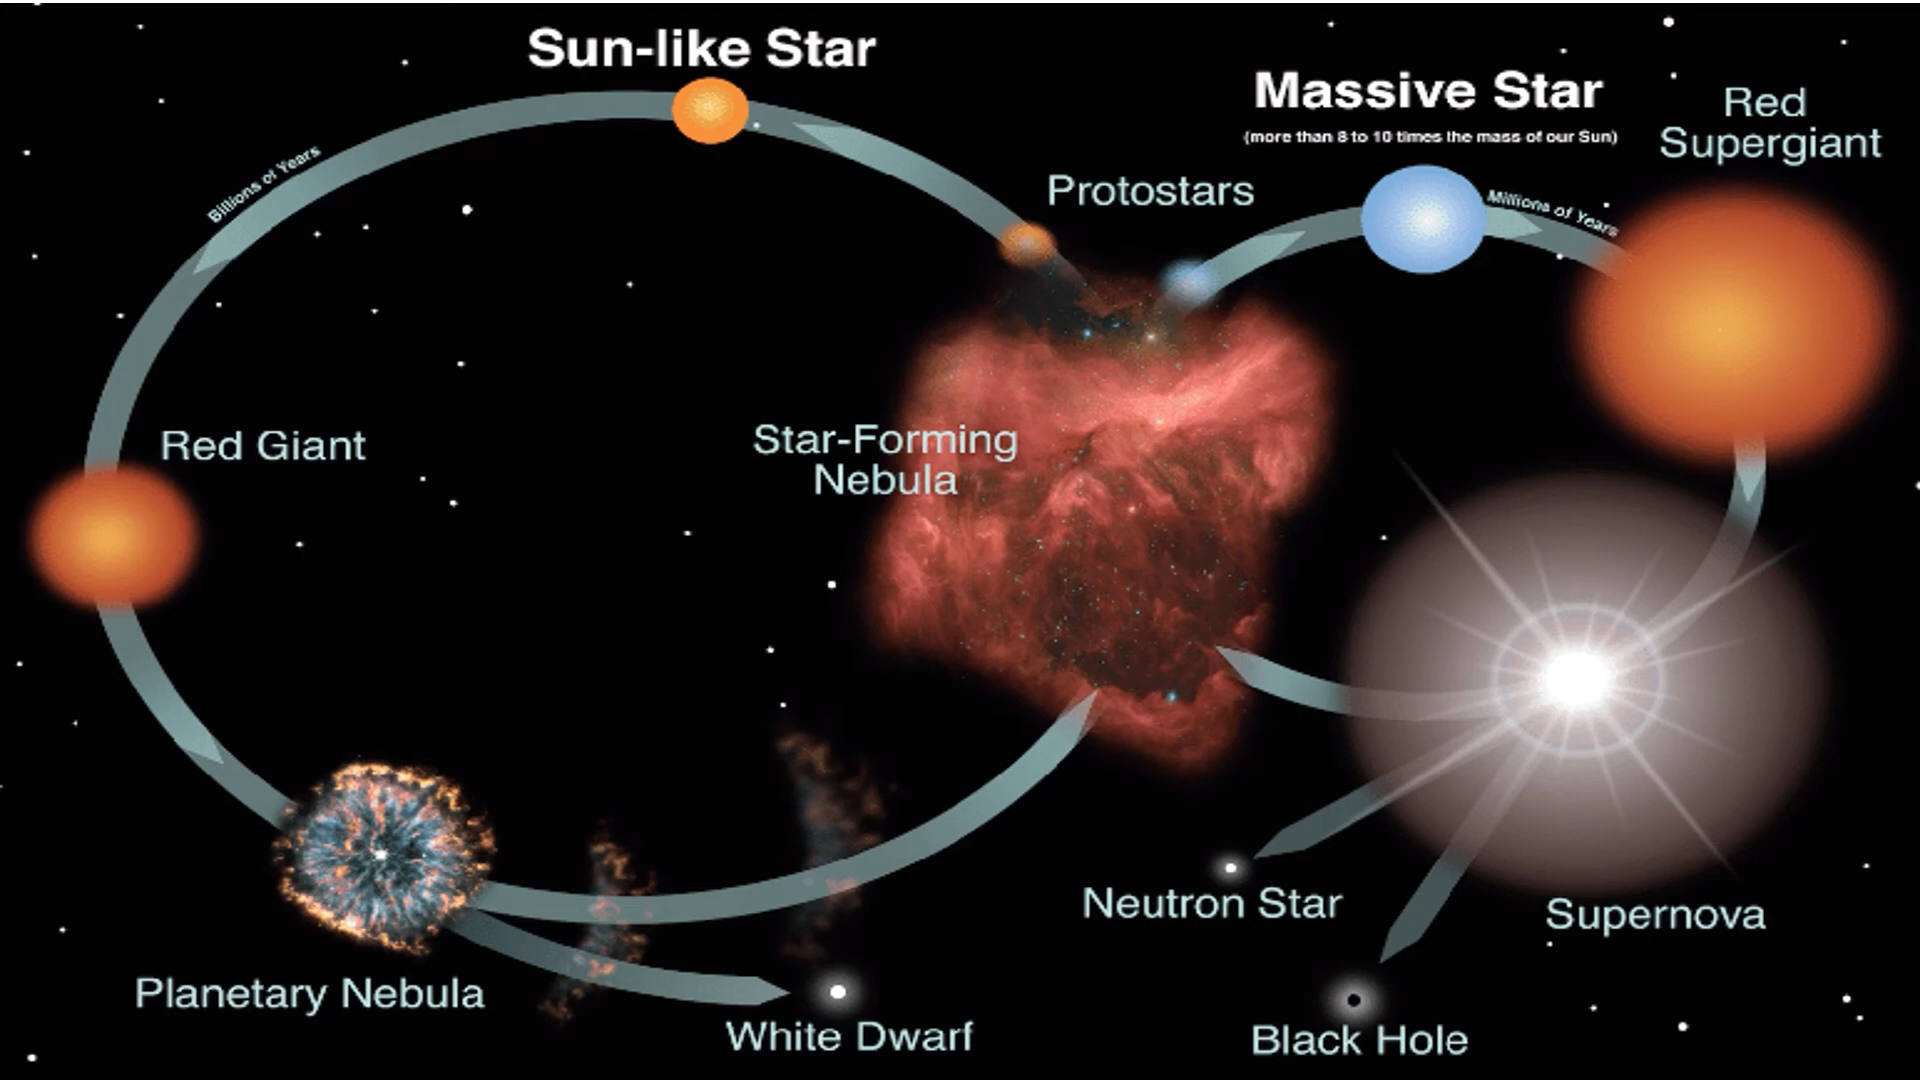 Sun-like Star
Massive Star
(more than 8 to 10 times the mass of our Sun)
Red
Supergiant
Billions of Years
Protostars
Millions of Years
Red Giant
Star-Forming
Nebula
Neutron Star
Supernova
Planetary Nebula
White Dwarf
Black Hole